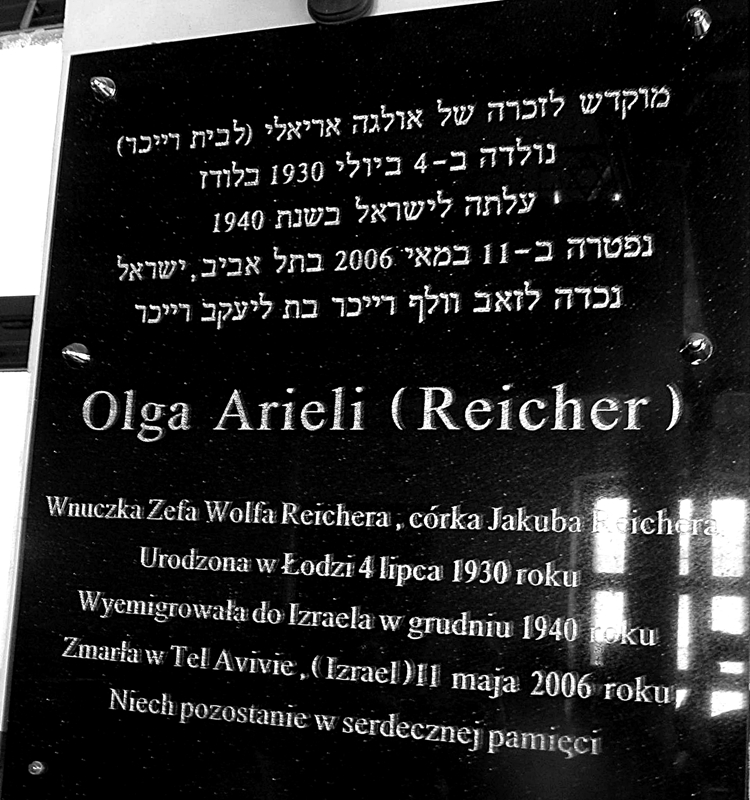 מוקדש לזכרה של אולגה אריאלי (לבית רייכר)
נולדה ב-4 ביולי 1930 בלודז
עלתה לישראל בשנת 1940
נפטרה ב-11 במאי 2006 בתל אביב, ישראל
נכדה לזאב וולף רייכר בת ליעקב רייכר
Olga Arieli (Reicher)
Wnuczka Zefa Wolfa Reichera, córka Jakuba Reichera
Urodzona w Łodzi 4 lipca 1930 roku
Wyemigrowała do Izraela w grudniu 1940 roku
Zmarła w Tel Avivie, (Izrael) 11 maja 2006 roku,
Niech pozostanie w serdecznej pamięci